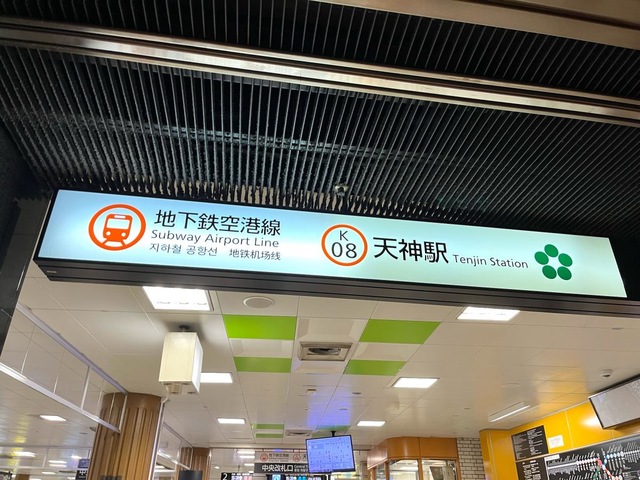 地下鉄空港線
Subway Airport Line
지하철 공항선 地铁机场线
K
08
天神駅 Tenjin Station
2
中央改札口